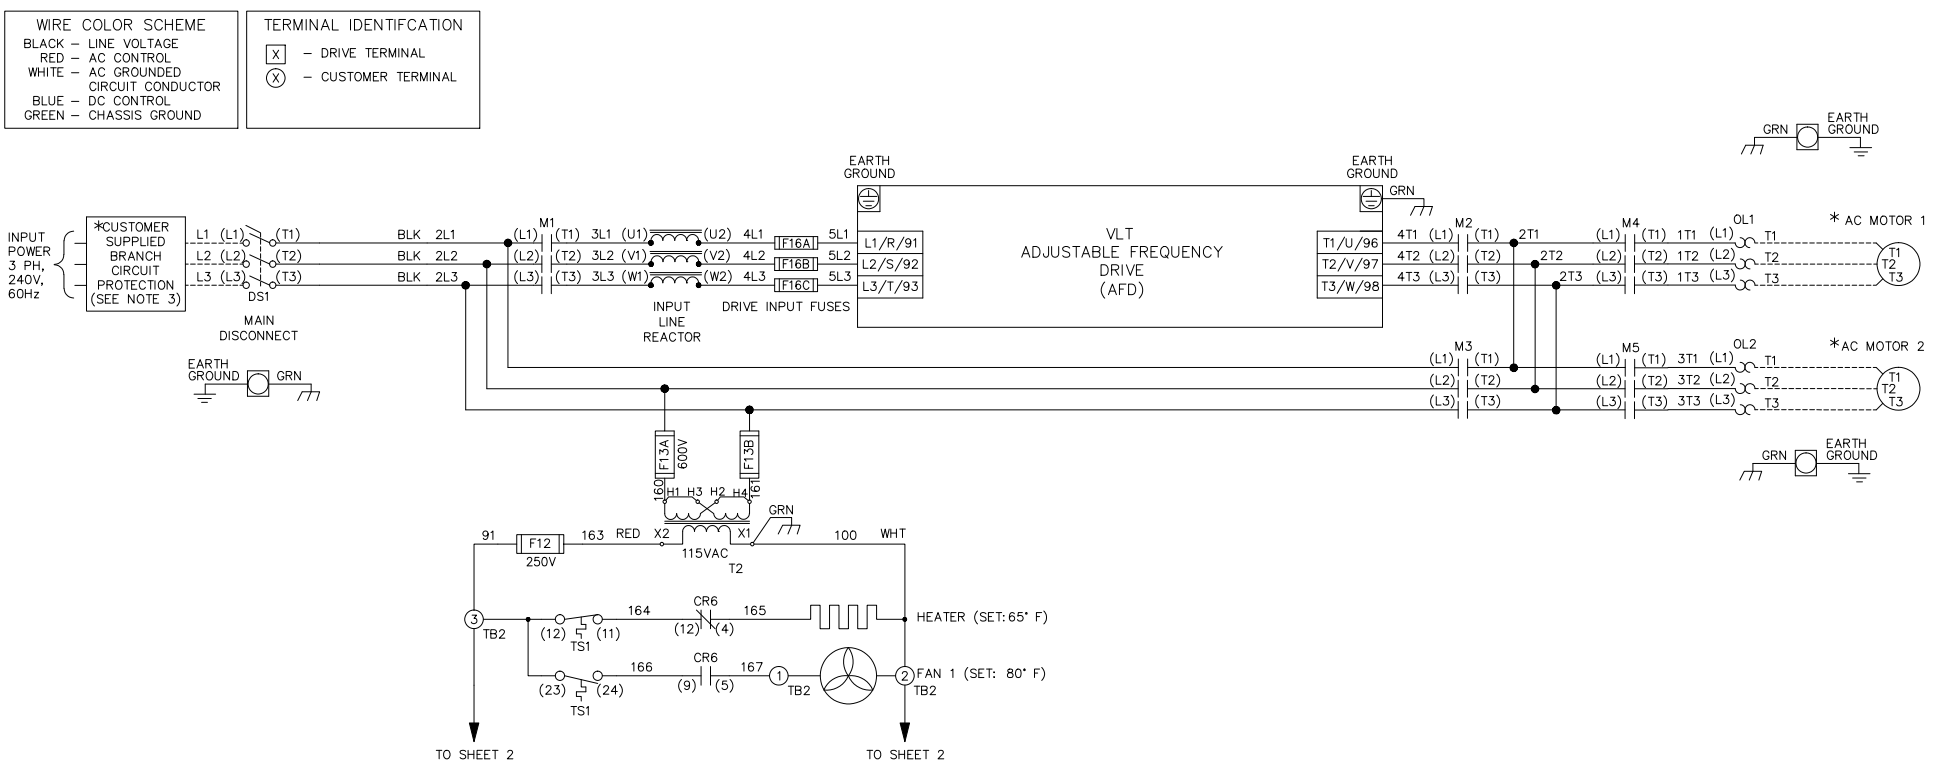 WIRE COLOR SCHEME
BLACK – LINE VOLTAGE
RED – AC CONTROL
WHITE – AC GROUNDED
CIRCUIT CONDUCTOR
BLUE – DC CONTROL
GREEN – CHASSIS GROUND
TERMINAL IDENTIFCATION
X – DRIVE TERMINAL
X – CUSTOMER TERMINAL
GRN
EARTH
GROUND
EARTH
GROUND
EARTH
GROUND
GRN
INPUT
POWER
3 PH,
240V,
60Hz
*CUSTOMER
SUPPLIED
BRANCH
CIRCUIT
PROTECTION
(SEE NOTE 3)
L1 (L1) (T1) BLK 2L1 (L1) M1 (T1) 3L1 (U1) (U2) 4L1 F16A 5L1 L1/R/91
L2 (L2) (T2) BLK 2L2 (L2) (T2) 3L2 (V1) (V2) 4L2 F16B 5L2 L2/S/92
L3 (L3) (T3) BLK 2L3 (L3) (T3) 3L3 (W1) (W2) 4L3 F16C 5L3 L3/T/93
DS1
MAIN
DISCONNECT
INPUT
LINE
REACTOR
DRIVE INPUT FUSES
VLT
ADJUSTABLE FREQUENCY
DRIVE
(AFD)
T1/U/96 4T1 (L1) M2 (T1) 2T1 (L1) M4 (T1) 1T1 (L1) OL1 T1
T2/V/97 4T2 (L2) (T2) 2T2 (L2) (T2) 1T2 (L2) T2
T3/W/98 4T3 (L3) (T3) 2T3 (L3) (T3) 1T3 (L3) T3
* AC MOTOR 1
T1
T2
T3
EARTH
GROUND
GRN
(L1) M3 (T1) (L1) M5 (T1) 3T1 (L1) OL2 T1
(L2) (T2) (L2) (T2) 3T2 (L2) T2
(L3) (T3) (L3) (T3) 3T3 (L3) T3
* AC MOTOR 2
T1
T2
T3
GRN
EARTH
GROUND
F13A
600V
F13B
160
H1 H3 H2 H4
161
GRN
91 F12 163 RED X2 X1 100 WHT
250V
115VAC
T2
3
TB2
(12) (11)
TS1
164
CR6
(12) (4)
165
HEATER (SET:65° F)
(23) (24)
TS1
166
CR6
(9) (5)
167
1
TB2
2
TB2
FAN 1 (SET: 80° F)
TO SHEET 2
TO SHEET 2